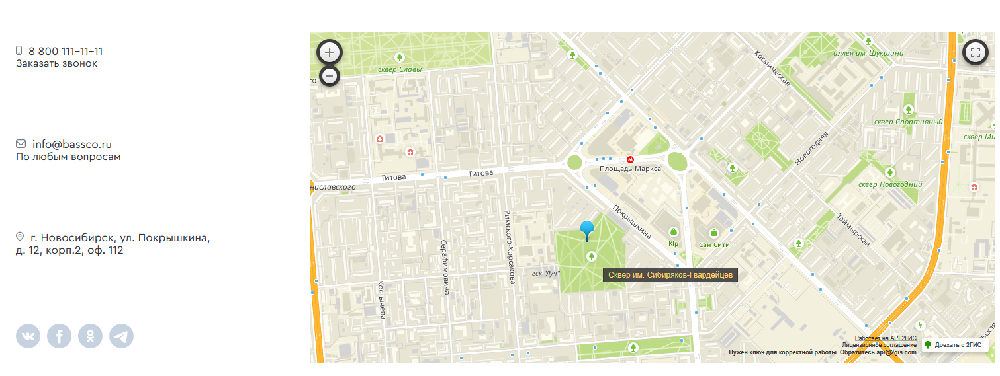 8 800 111-11-11
Заказать звонок
info@bassco.ru
По любым вопросам
г. Новосибирск, ул. Покрышкина,
д. 12, корп.2, оф. 112
сквер Славы
аллея им. Шукшина
Космическая
сквер Спортивный
сквер Ми
Новогодняя
Площадь Маркса
Титова
Титова
ниславского
сквер Новогодний
Покрышкина
Римского-Корсакова
Таймырская
Klp
Сан Сити
Серафимовича
гск "Луч"
Сквер им. Сибиряков-Гвардейцев
Костычева
Работает на API 2ГИС
Лицензионное соглашение
Доехать с 2ГИС
Нужен ключ для корректной работы. Обратитесь api@2gis.com